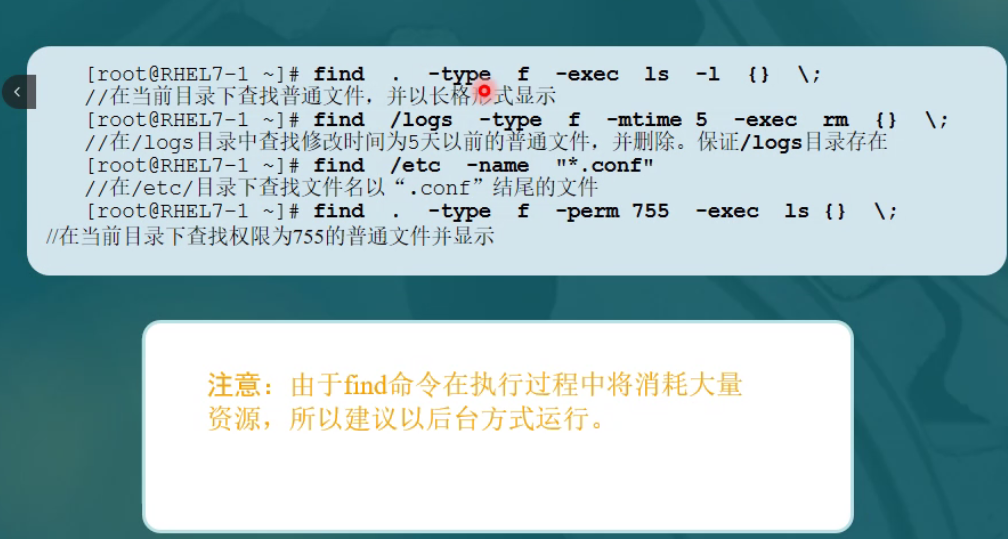 [root@RHEL7-1 ~]# find . -type f -exec ls -l {} \;
//在当前目录下查找普通文件，并以长格形式显示
[root@RHEL7-1 ~]# find /logs -type f -mtime 5 -exec rm {} \;
//在/logs目录中查找修改时间为5天以前的普通文件，并删除。保证/logs目录存在
[root@RHEL7-1 ~]# find /etc -name "*.conf"
//在/etc/目录下查找文件名以“.conf”结尾的文件
[root@RHEL7-1 ~]# find . -type f -perm 755 -exec ls {} \;
//在当前目录下查找权限为755的普通文件并显示
注意：由于find命令在执行过程中将消耗大量
资源，所以建议以后台方式运行。